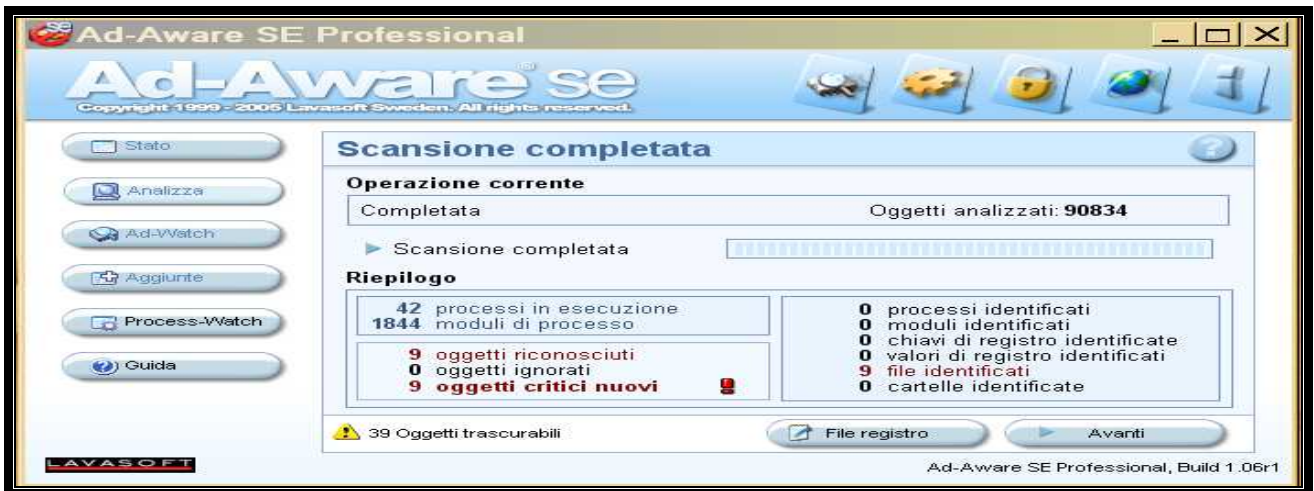 Ad-Aware SE Professional
Ad-Aware SE
Copyright 1999 - 2005 Lavasoft Sweden. All rights reserved.
Stato
Analizza
Ad-Watch
Aggiunte
Process-Watch
Guida
Scansione completata
Operazione corrente
Completata Oggetti analizzati: 90834
Scansione completata
Riepilogo
42 processi in esecuzione
1844 moduli di processo
9 oggetti riconosciuti
0 oggetti ignorati
9 oggetti critici nuovi
0 processi identificati
0 moduli identificati
0 chiavi di registro identificate
0 valori di registro identificati
9 file identificati
0 cartelle identificate
39 Oggetti trascurabili
File registro
Avanti
LAVASOFT
Ad-Aware SE Professional, Build 1.06r1